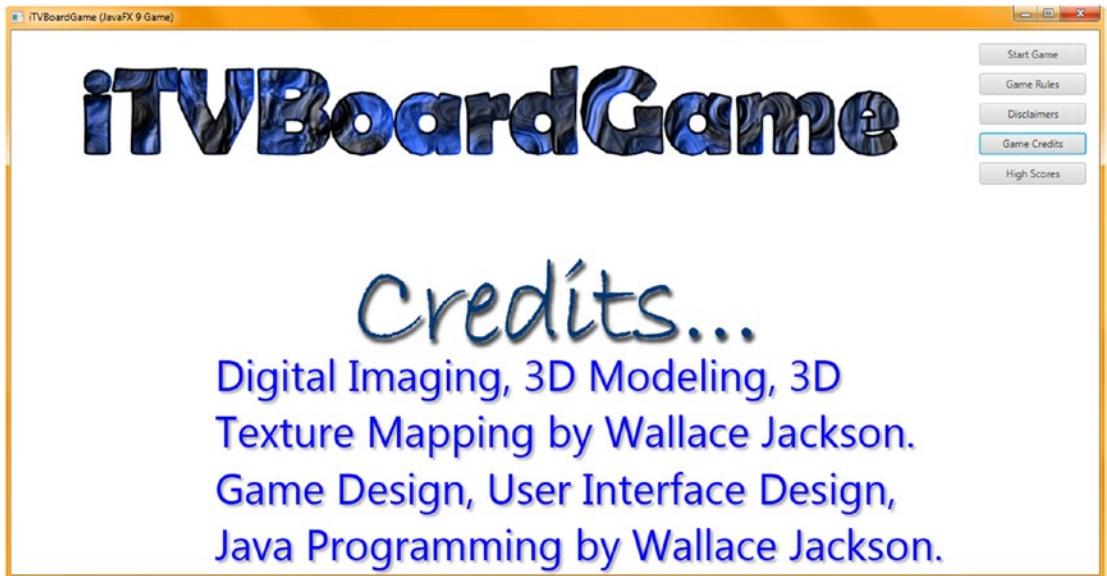 iTVBoardGame (JavaFX 9 Game)
iTVBoardGame
Start Game
Game Rules
Disclaimers
Game Credits
High Scores
Credits...
Digital Imaging, 3D Modeling, 3D
Texture Mapping by Wallace Jackson.
Game Design, User Interface Design,
Java Programming by Wallace Jackson.